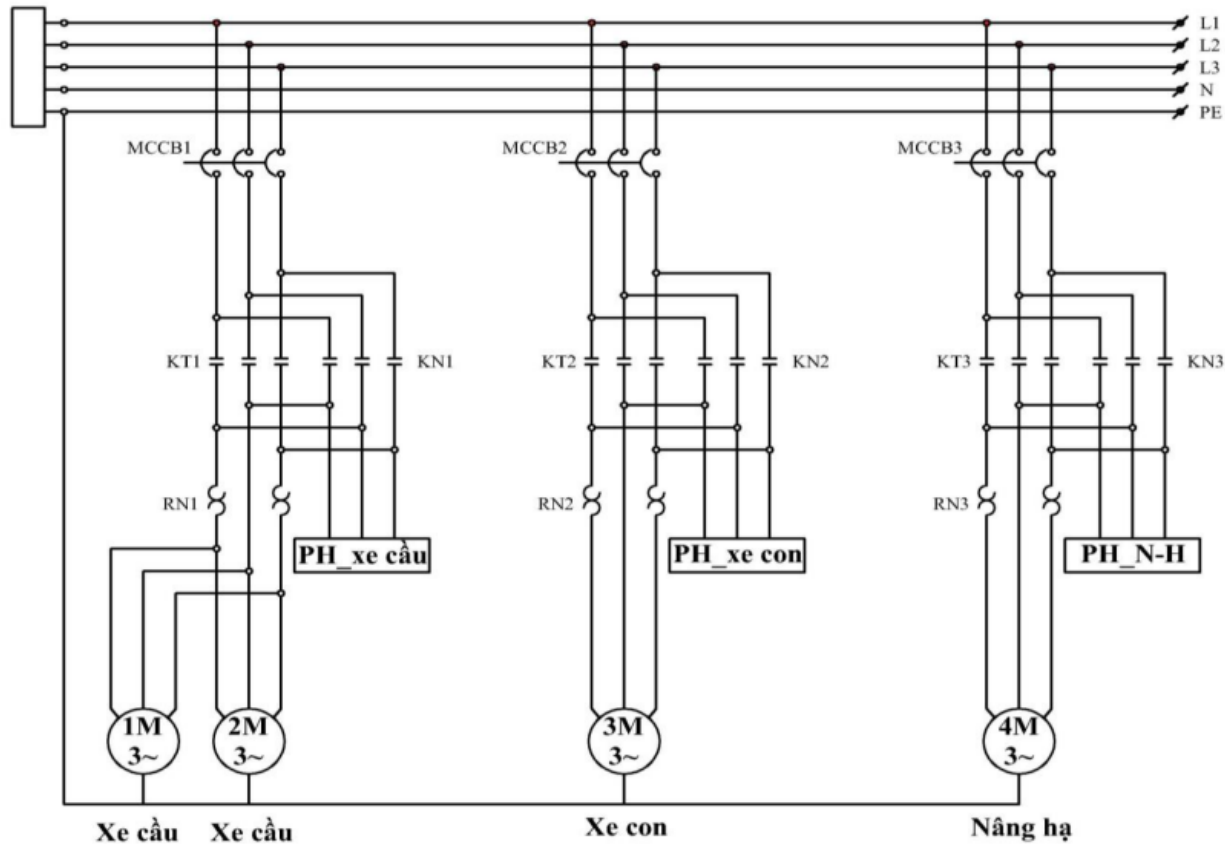 L1
L2
L3
N
PE
MCCB1
MCCB2
MCCB3
KT1
KN1
KT2
KN2
KT3
KN3
RN1
RN2
RN3
PH_xe cầu
PH_xe con
PH_N-H
1M
3~
2M
3~
3M
3~
4M
3~
Xe cầu
Xe cầu
Xe con
Nâng hạ